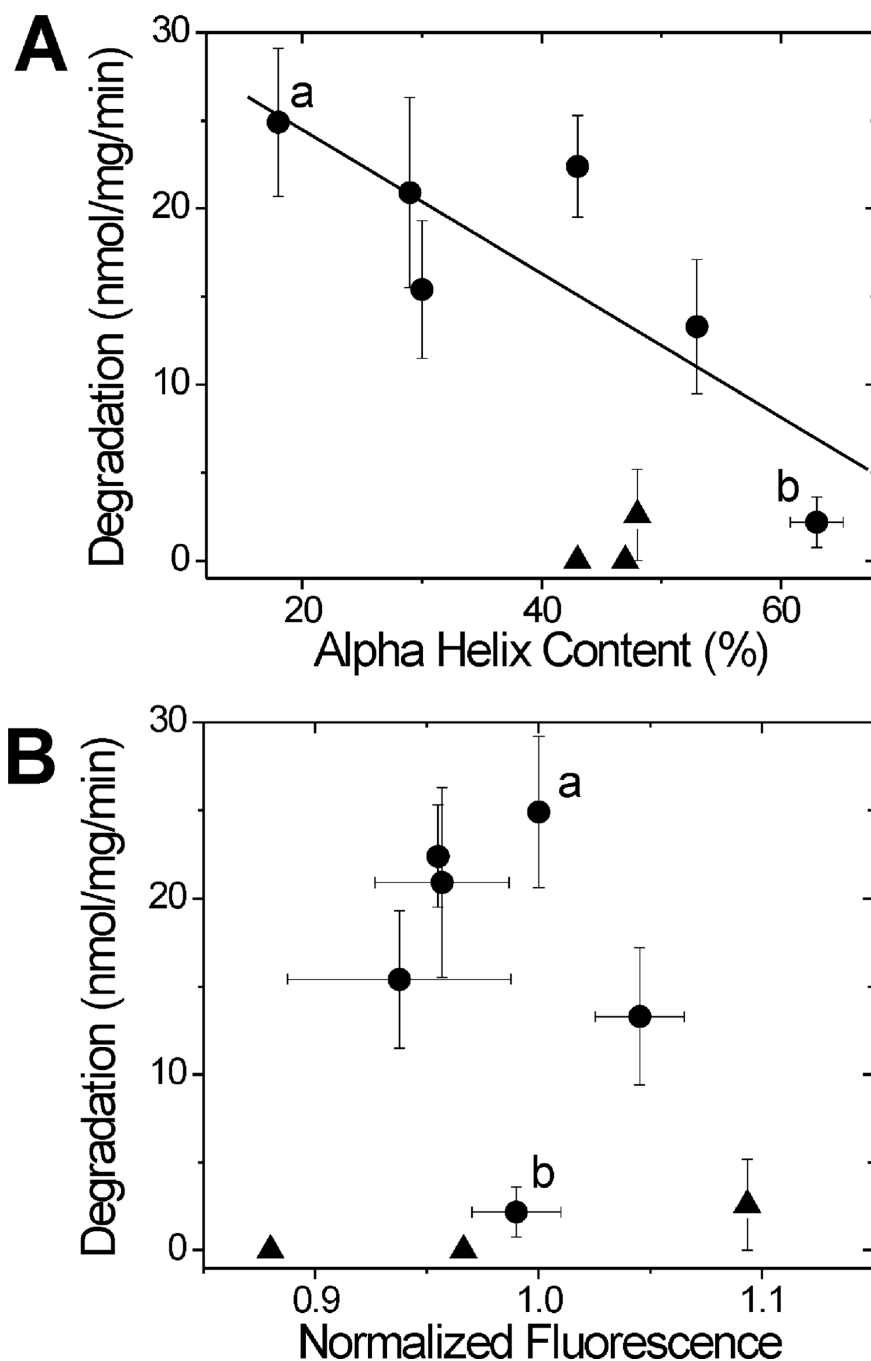 A
30
20
10
0
Degradation (nmol/mg/min)
a
b
20
40
60
Alpha Helix Content (%)
B
30
20
10
0
Degradation (nmol/mg/min)
a
b
0.9
1.0
1.1
Normalized Fluorescence